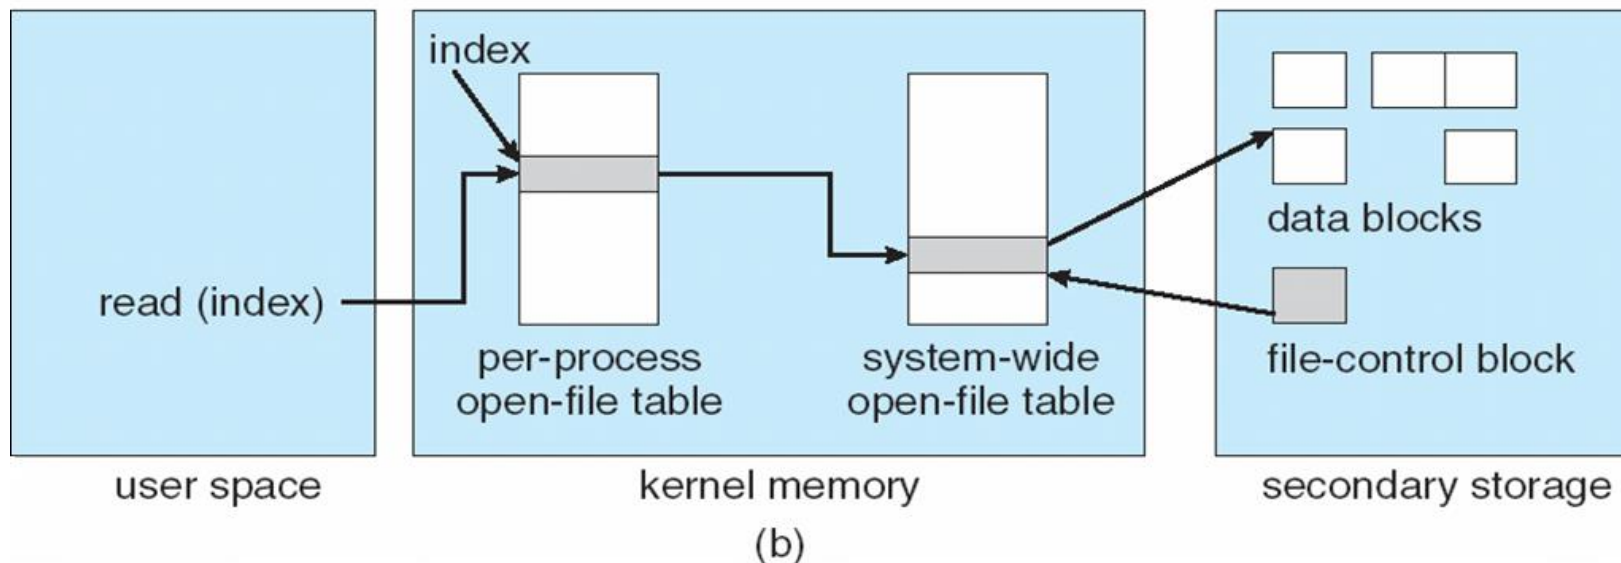 index
read (index)
per-process
open-file table
system-wide
open-file table
data blocks
file-control block
user space
kernel memory
secondary storage
(b)